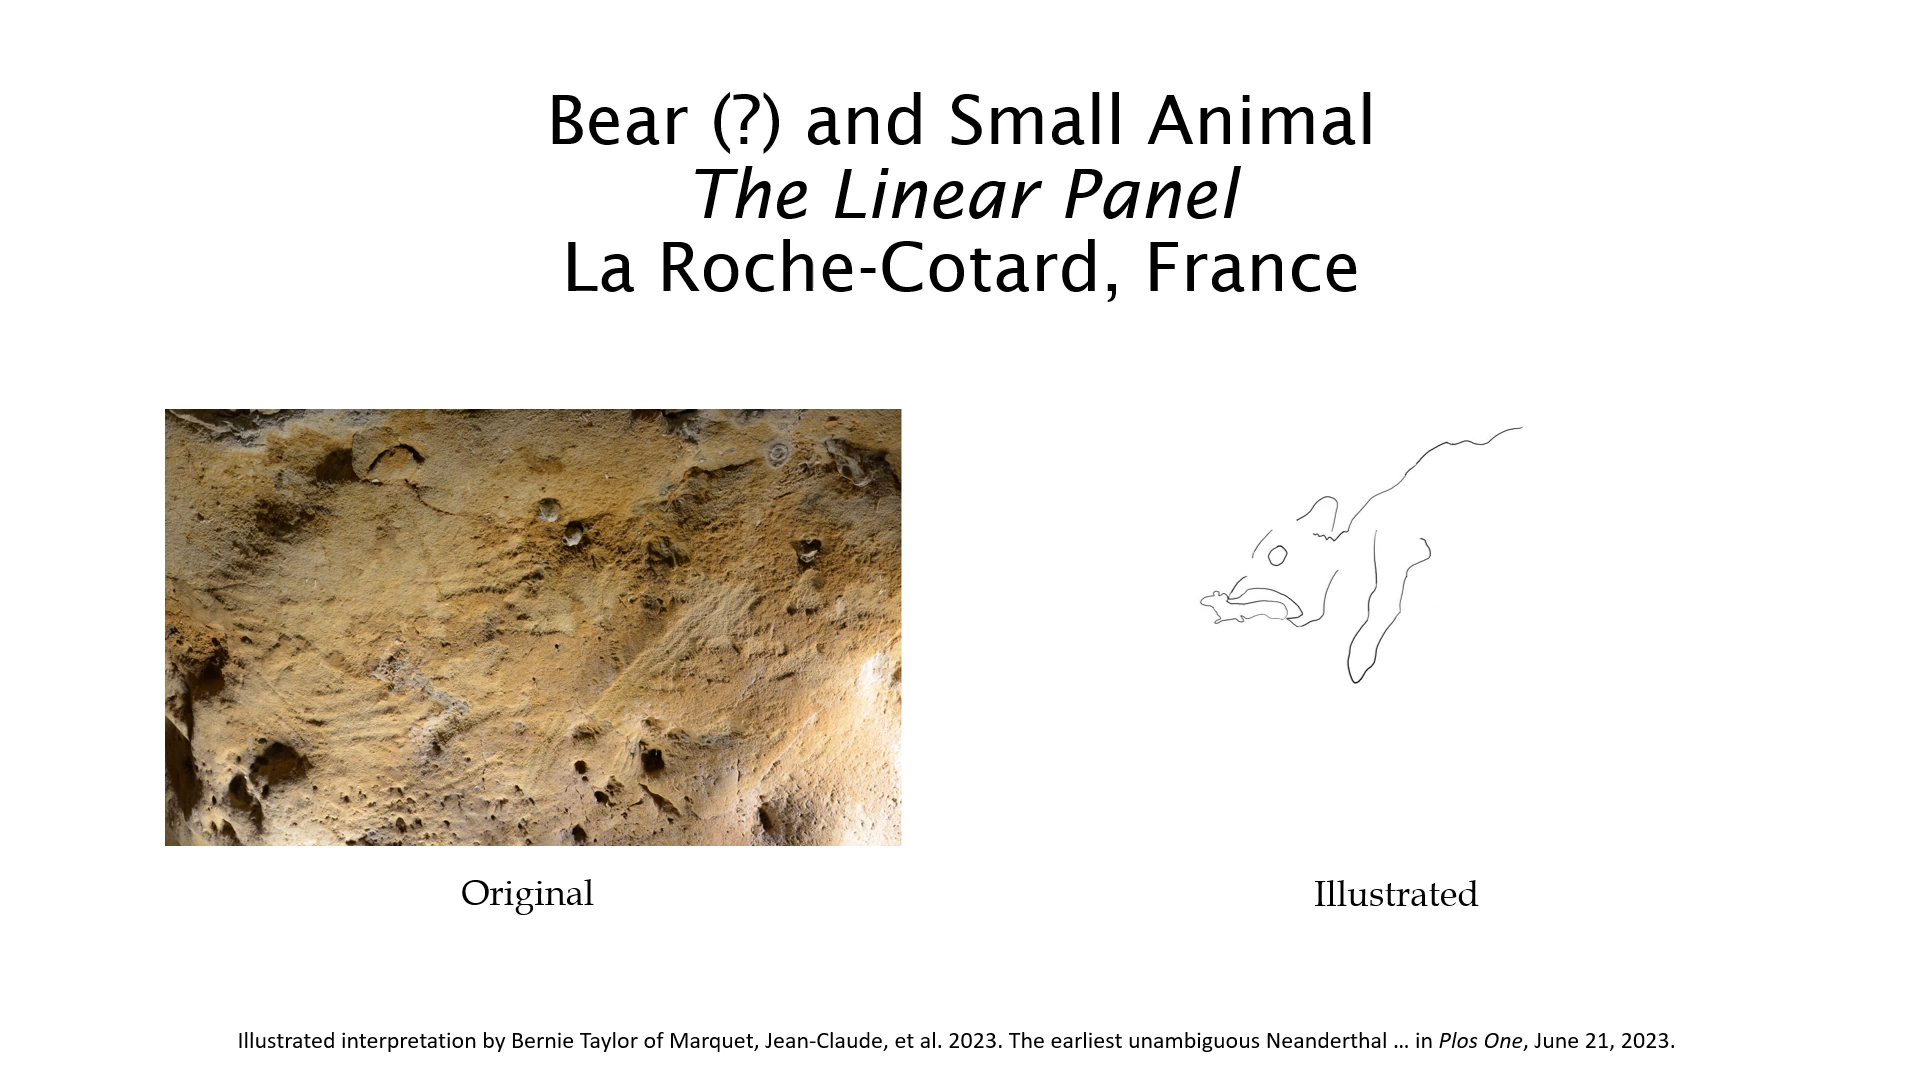 Bear (?) and Small Animal
The Linear Panel
La Roche-Cotard, France
Original
Illustrated
Illustrated interpretation by Bernie Taylor of Marquet, Jean-Claude, et al. 2023. The earliest unambiguous Neanderthal ... in Plos One, June 21, 2023.